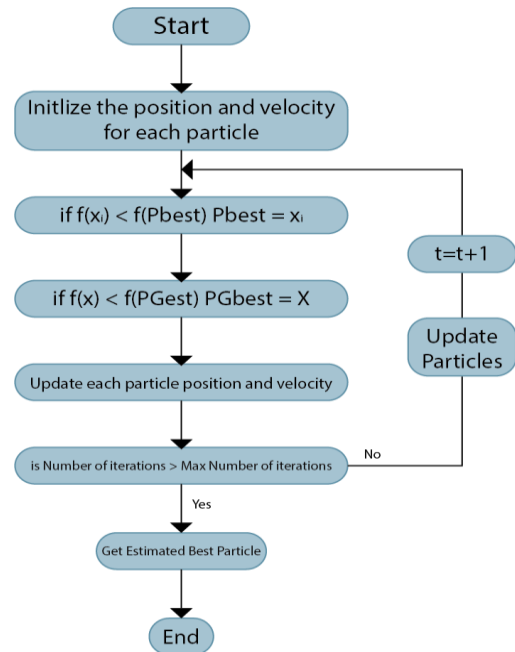 Start
Initlize the position and velocity
for each particle
if f(xᵢ) < f(Pbest) Pbest = xᵢ
t=t+1
if f(x) < f(PGest) PGbest = X
Update
Particles
Update each particle position and velocity
is Number of iterations > Max Number of iterations
No
Yes
Get Estimated Best Particle
End